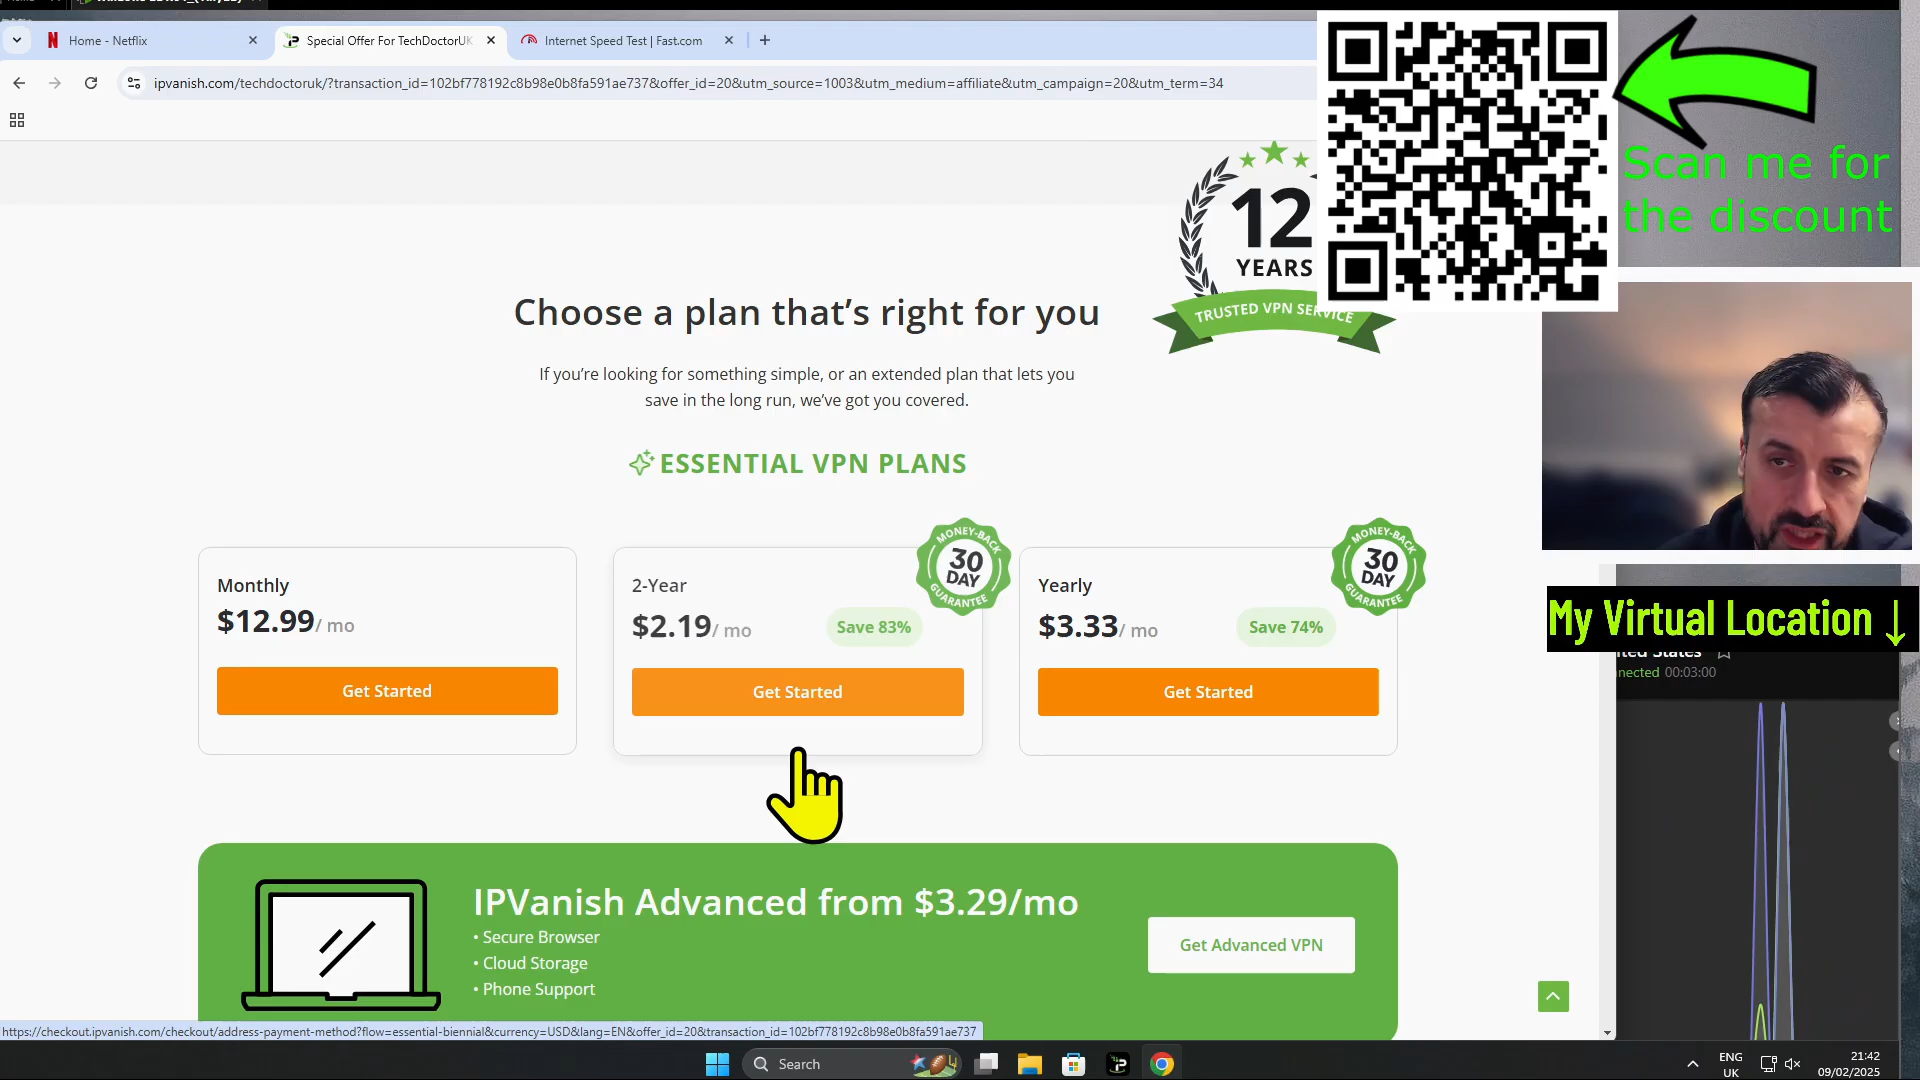 Home - Netflix
Special Offer For TechDoctorUK
Internet Speed Test | Fast.com
ipvanish.com/techdoctoruk/?transaction_id=102bf778192c8b98e0b8fa591ae737&offer_id=20&utm_source=1003&utm_medium=affiliate&utm_campaign=20&utm_term=34
Scan me for
the discount
12
YEARS
TRUSTED VPN SERVICE
Choose a plan that’s right for you
If you’re looking for something simple, or an extended plan that lets you
save in the long run, we’ve got you covered.
ESSENTIAL VPN PLANS
Monthly
$12.99/ mo
Get Started
MONEY-BACK
30
DAY
GUARANTEE
2-Year
$2.19/ mo
Save 83%
Get Started
MONEY-BACK
30
DAY
GUARANTEE
Yearly
$3.33/ mo
Save 74%
Get Started
My Virtual Location ↓
ited States
nnected 00:03:00
IPVanish Advanced from $3.29/mo
• Secure Browser
• Cloud Storage
• Phone Support
Get Advanced VPN
https://checkout.ipvanish.com/checkout/address-payment-method?flow=essential-biennial&currency=USD&lang=EN&offer_id=20&transaction_id=102bf778192c8b98e0b8fa591ae737
Search
ENG
UK
21:42
09/02/2025